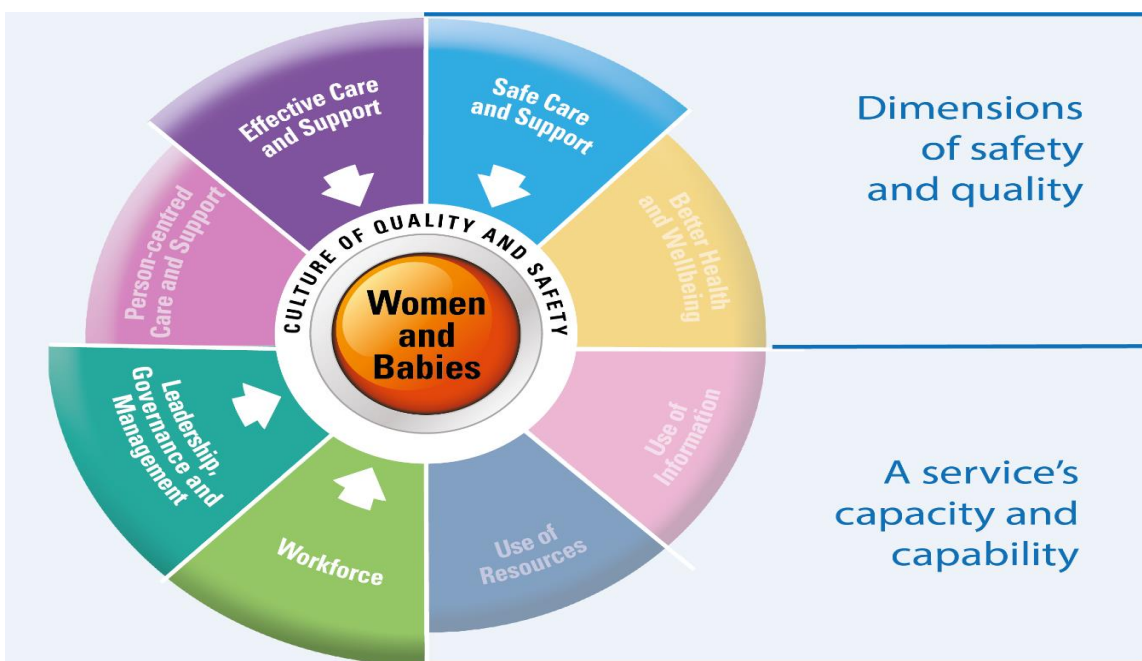 Effective Care
and Support
Safe Care
and Support
Better Health
and Wellbeing
Person-centred
Care and Support
CULTURE OF QUALITY AND SAFETY
Women
and
Babies
Leadership,
Governance and
Management
Workforce
Use of
Resources
Use of
Information
Dimensions
of safety
and quality
A service’s
capacity and
capability